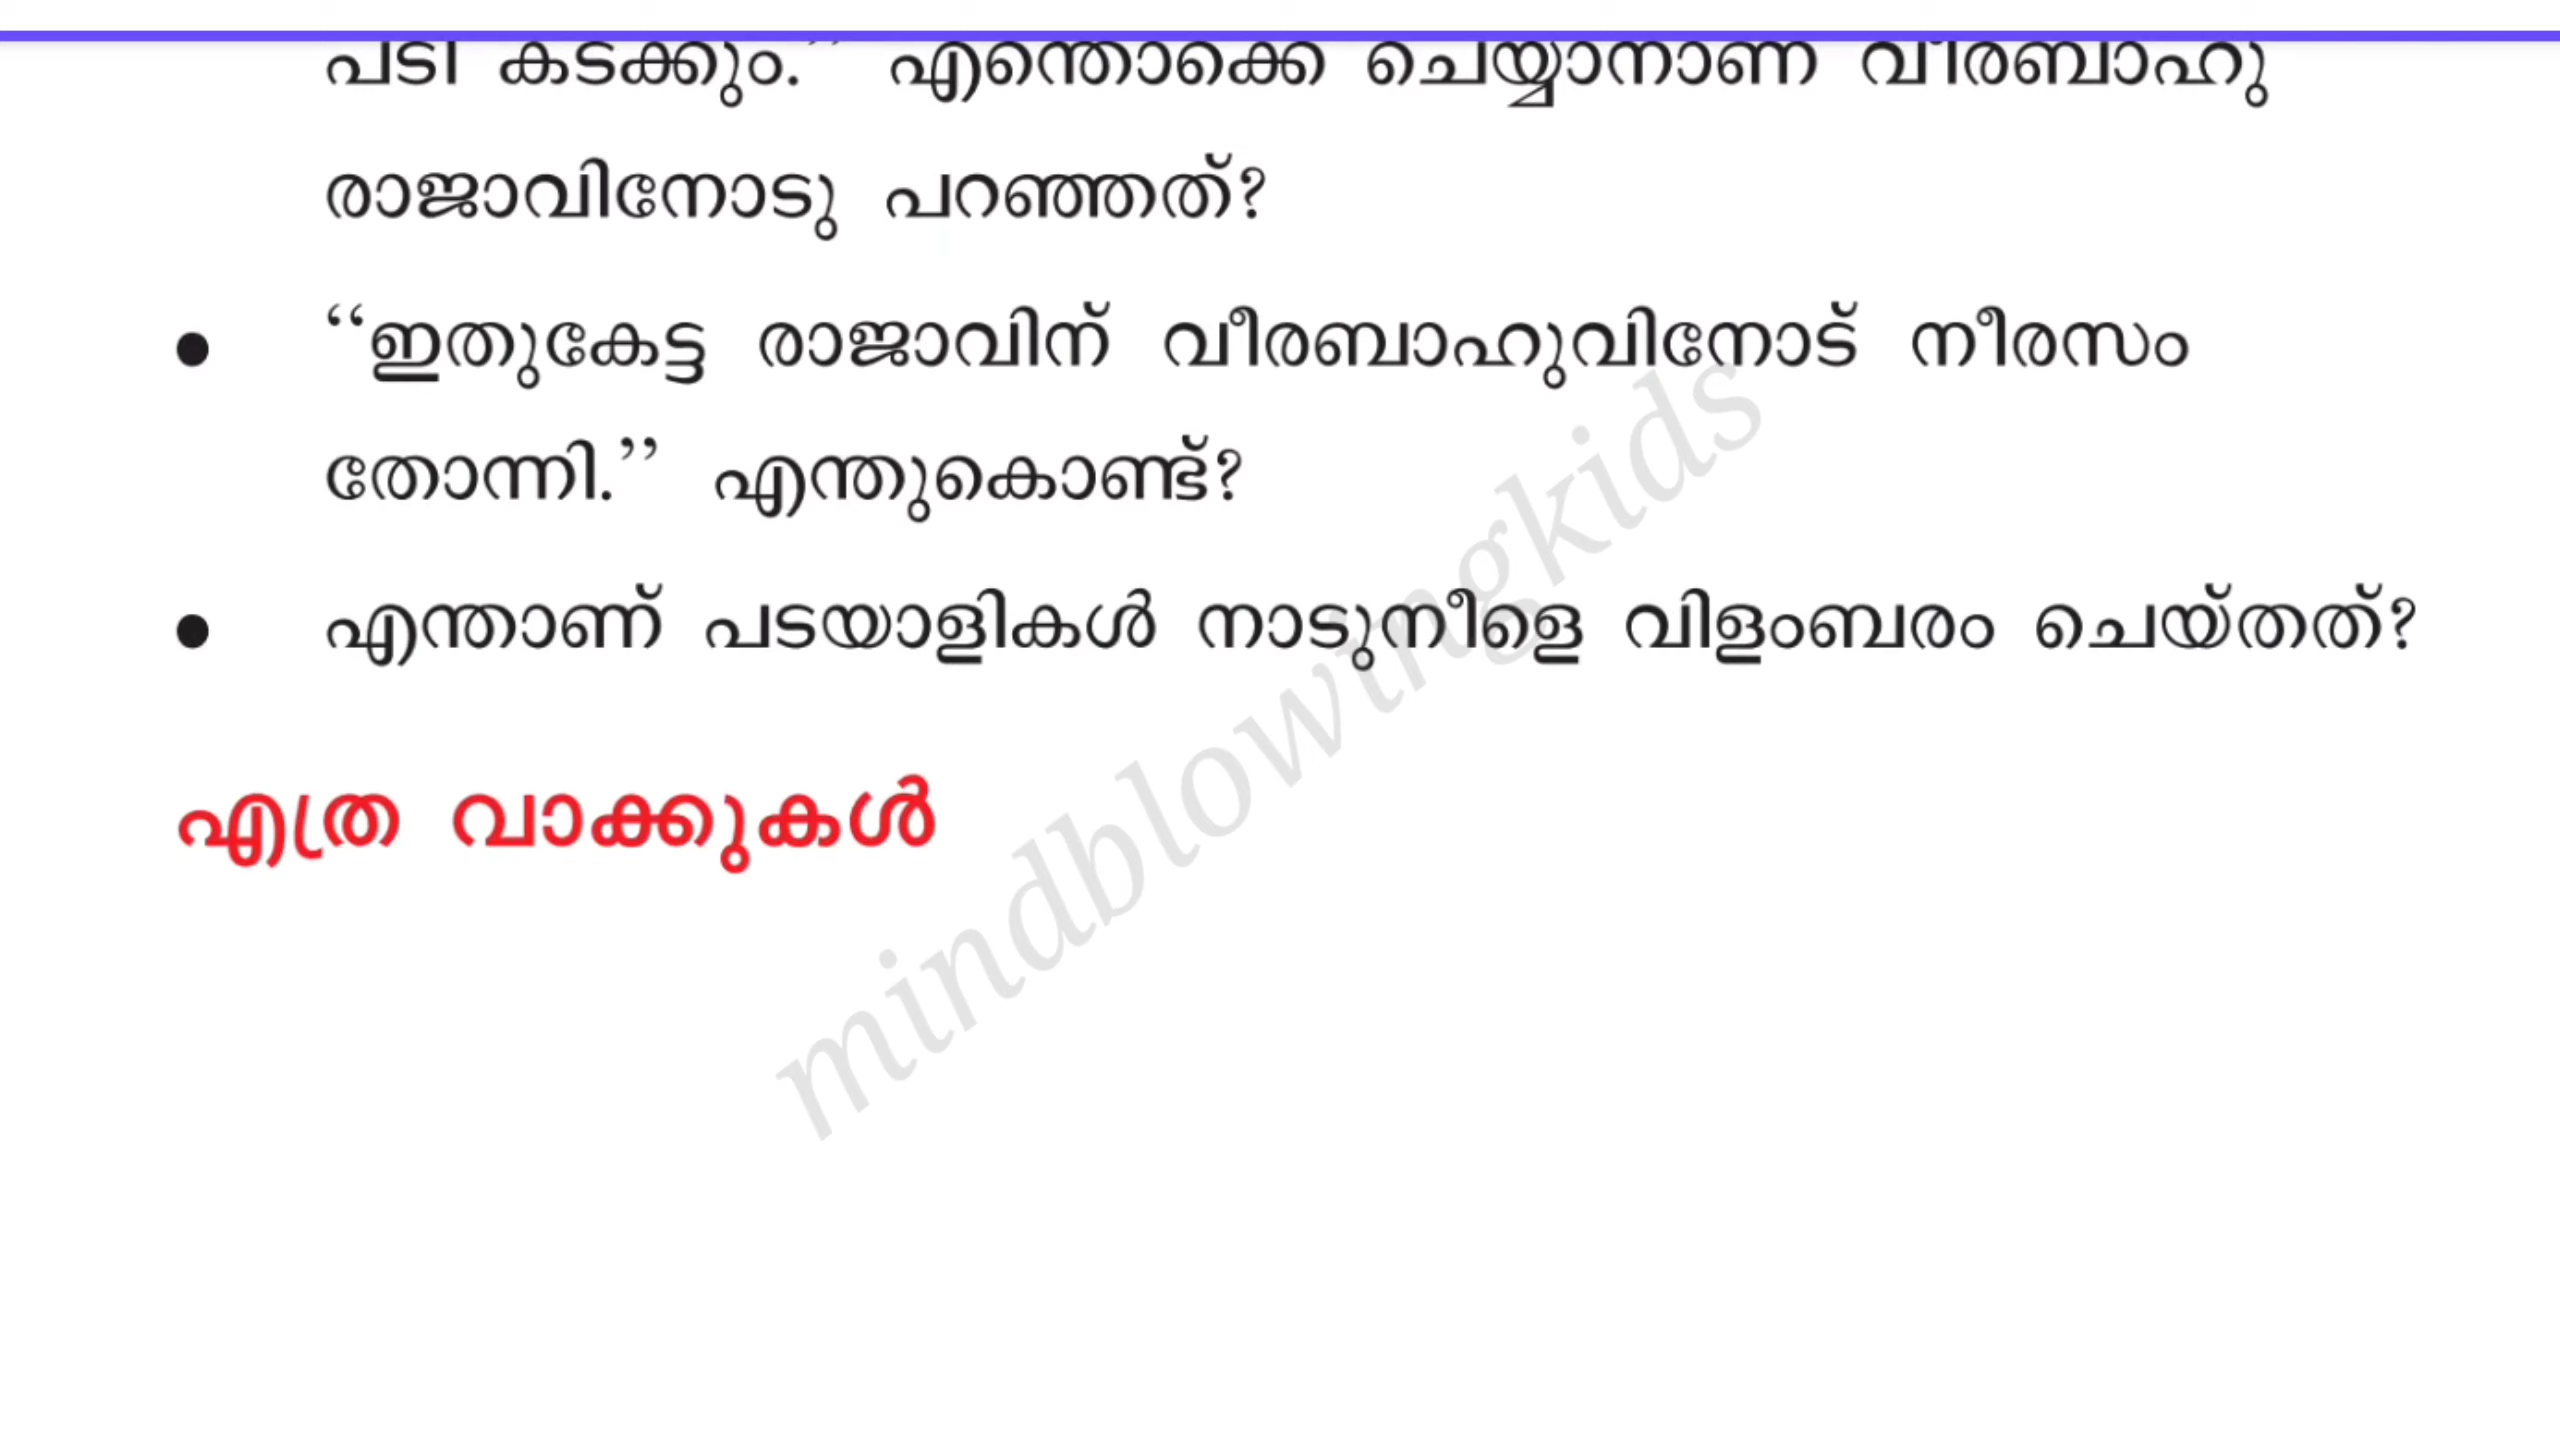 പടി കടക്കും.’’ എന്തൊക്കെ ചെയ്യാനാണ് വീരബാഹു
രാജാവിനോടു പറഞ്ഞത്?
● ‘‘ഇതുകേട്ട രാജാവിന് വീരബാഹുവിനോട് നീരസം
തോന്നി.’’ എന്തുകൊണ്ട്?
● എന്താണ് പടയാളികൾ നാടുനീളെ വിളംബരം ചെയ്തത്?
എത്ര വാക്കുകൾ
mindblowingkids